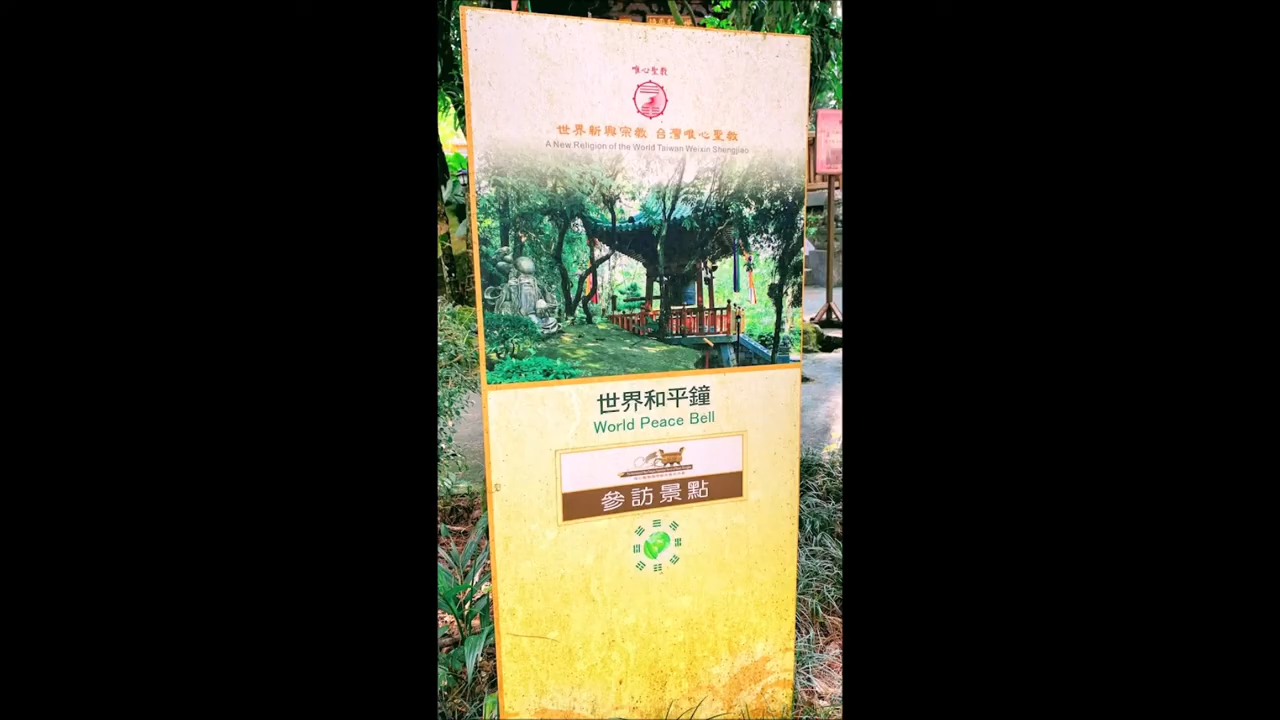 唯心聖教
世界新興宗教 台灣唯心聖教
A New Religion of the World Taiwan Weixin Shengjiao
世界和平鐘
World Peace Bell
參訪景點